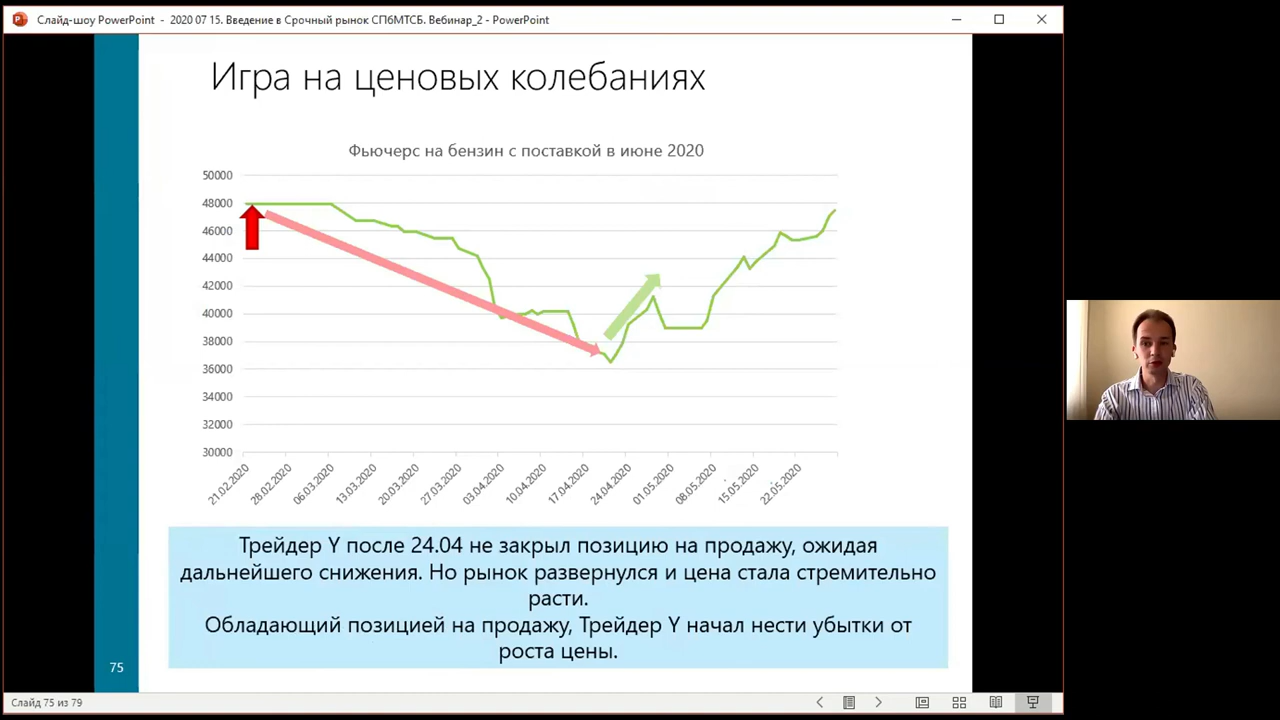 Слайд-шоу PowerPoint - 2020 07 15. Введение в Срочный рынок СПбМТСБ. Вебинар_2 - PowerPoint
Игра на ценовых колебаниях
Фьючерс на бензин с поставкой в июне 2020
50000
48000
46000
44000
42000
40000
38000
36000
34000
32000
30000
21.02.2020
28.02.2020
06.03.2020
13.03.2020
20.03.2020
27.03.2020
03.04.2020
10.04.2020
17.04.2020
24.04.2020
01.05.2020
08.05.2020
15.05.2020
22.05.2020
Трейдер Y после 24.04 не закрыл позицию на продажу, ожидая
дальнейшего снижения. Но рынок развернулся и цена стала стремительно
расти.
Обладающий позицией на продажу, Трейдер Y начал нести убытки от
роста цены.
75
Слайд 75 из 79